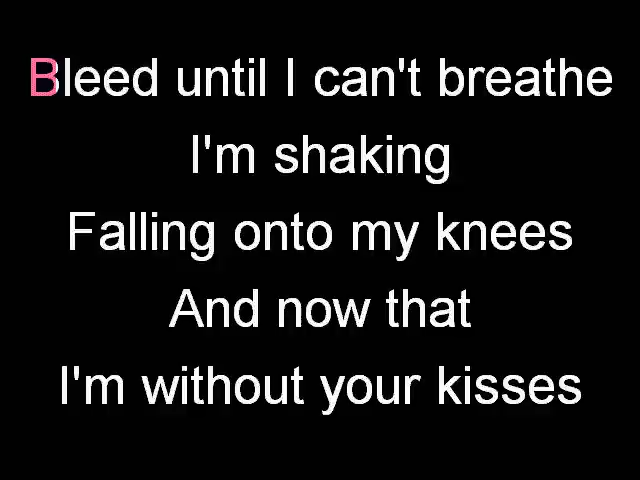 Bleed until I can't breathe
I'm shaking
Falling onto my knees
And now that
I'm without your kisses